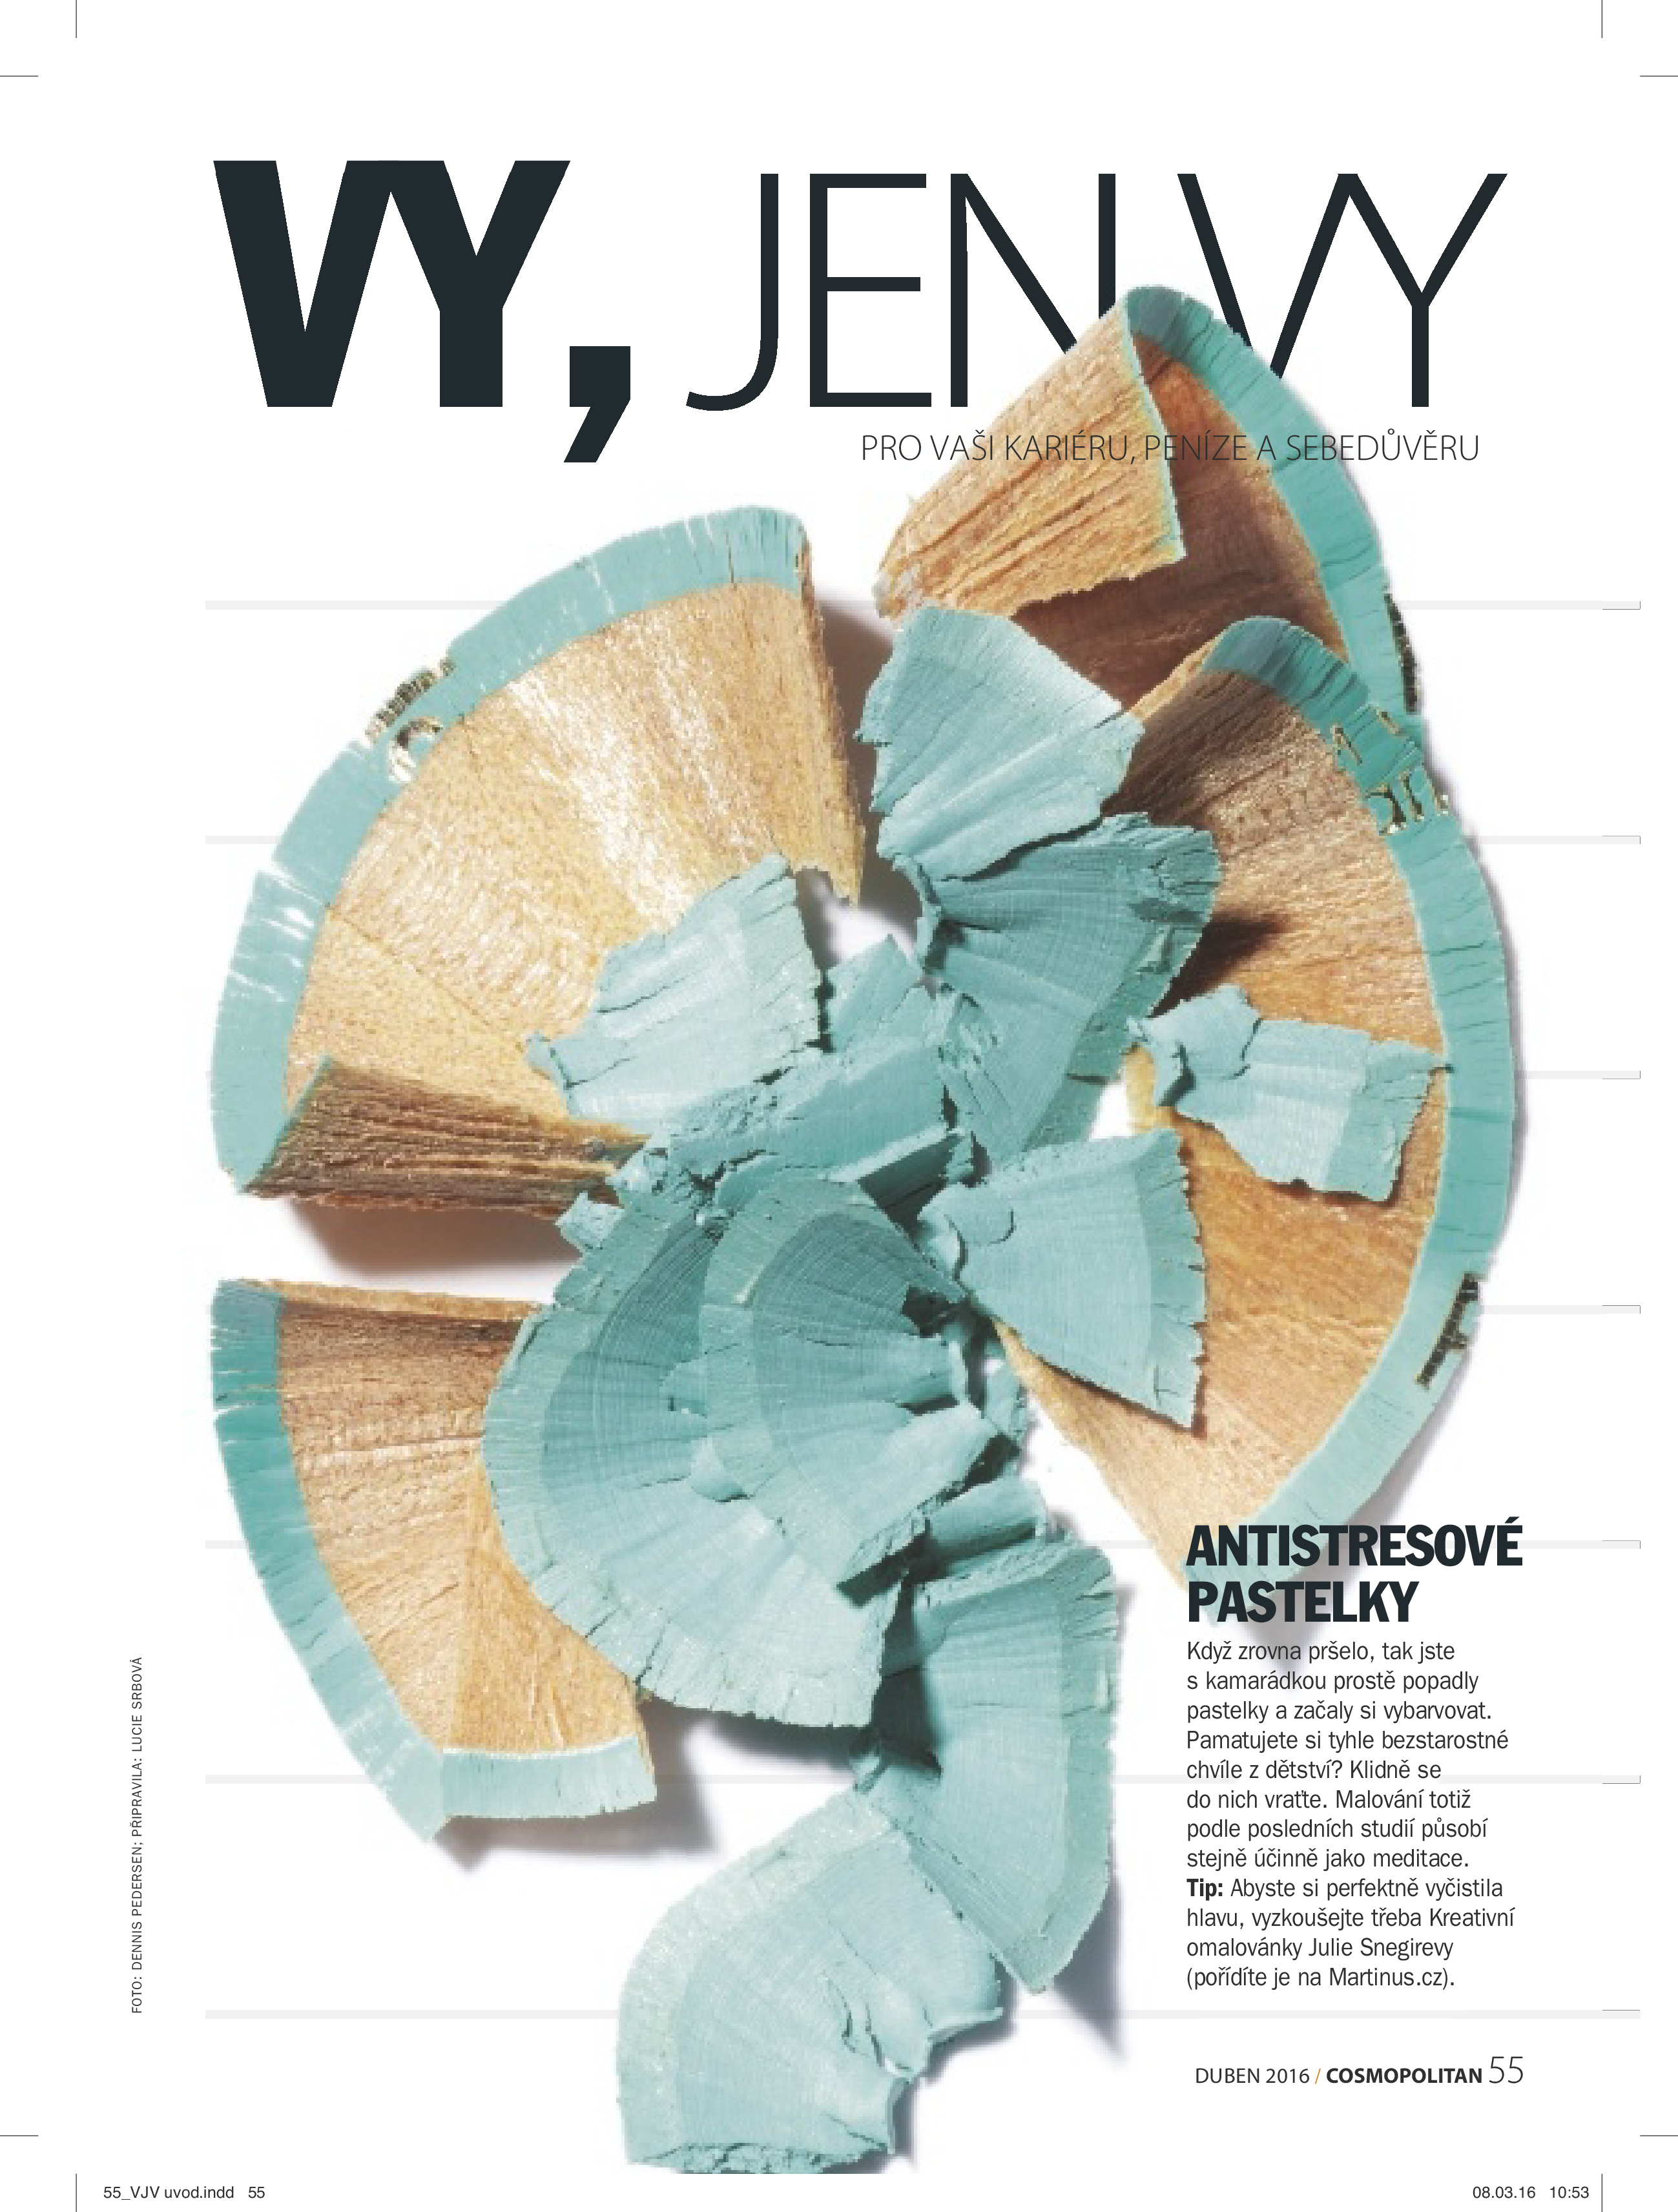 VY, JEN VY
PRO VAŠI KARIÉRU, PENÍZE A SEBEDŮVĚRU
ANTISTRESOVÉ
PASTELKY
Když zrovna pršelo, tak jste
s kamarádkou prostě popadly
pastelky a začaly si vybarvovat.
Pamatujete si tyhle bezstarostné
chvíle z dětství? Klidně se
do nich vraťte. Malování totiž
podle posledních studií působí
stejně účinně jako meditace.
Tip: Abyste si perfektně vyčistila
hlavu, vyzkoušejte třeba Kreativní
omalovánky Julie Snegirevy
(pořídíte je na Martinus.cz).
FOTO: DENNIS PEDERSEN; PŘIPRAVILA: LUCIE SRBOVÁ
DUBEN 2016 / COSMOPOLITAN 55
55_VJV uvod.indd 55
08.03.16 10:53